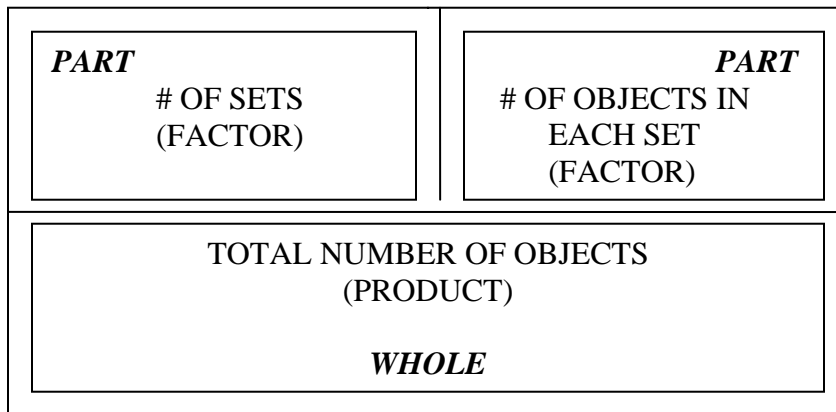 PART
# OF SETS
(FACTOR)
PART
# OF OBJECTS IN
EACH SET
(FACTOR)
TOTAL NUMBER OF OBJECTS
(PRODUCT)
WHOLE